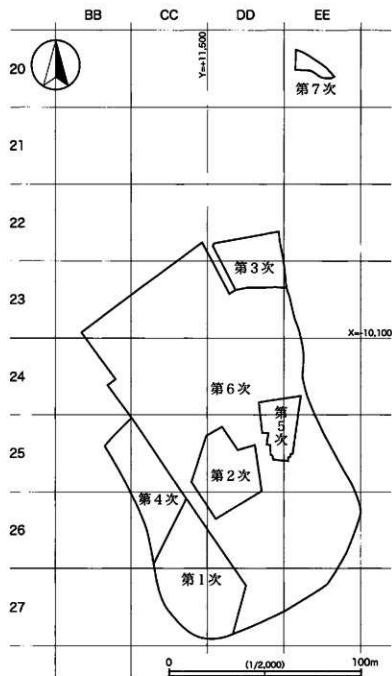 BB CC DD EE
Y=+11,500
20
第7次
21
22
第3次
23
X=-10,100
24
第6次
第5次
25
第2次
第4次
26
第1次
27
0 (1/2,000) 100m